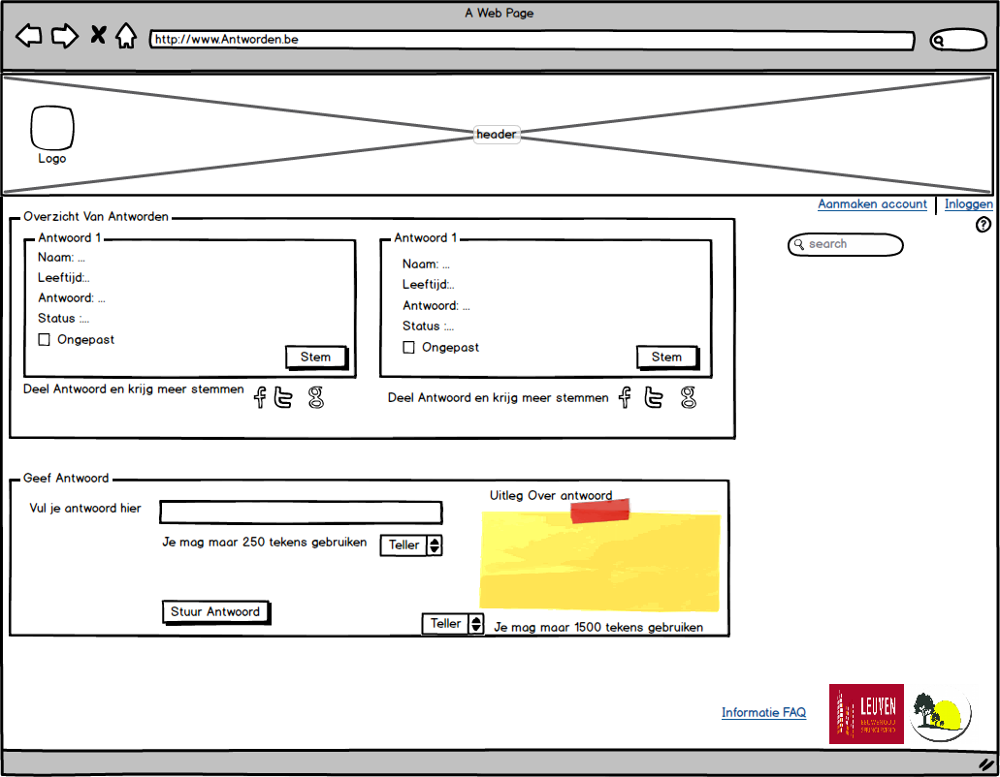 A Web Page
http://www.Antworden.be
header
Logo
Aanmaken account
Inloggen
Overzicht Van Antworden
search
Antwoord 1
Naam: ...
Leeftijd:..
Antwoord: ...
Status :...
Ongepast
Stem
Deel Antwoord en krijg meer stemmen
Antwoord 1
Naam: ...
Leeftijd:..
Antwoord: ...
Status :...
Ongepast
Stem
Deel Antwoord en krijg meer stemmen
Geef Antwoord
Vul je antwoord hier
Je mag maar 250 tekens gebruiken
Teller
Stuur Antwoord
Uitleg Over antwoord
Teller
Je mag maar 1500 tekens gebruiken
Informatie FAQ
LEUVEN
EEUWENOUD
SPRINGLEVEND